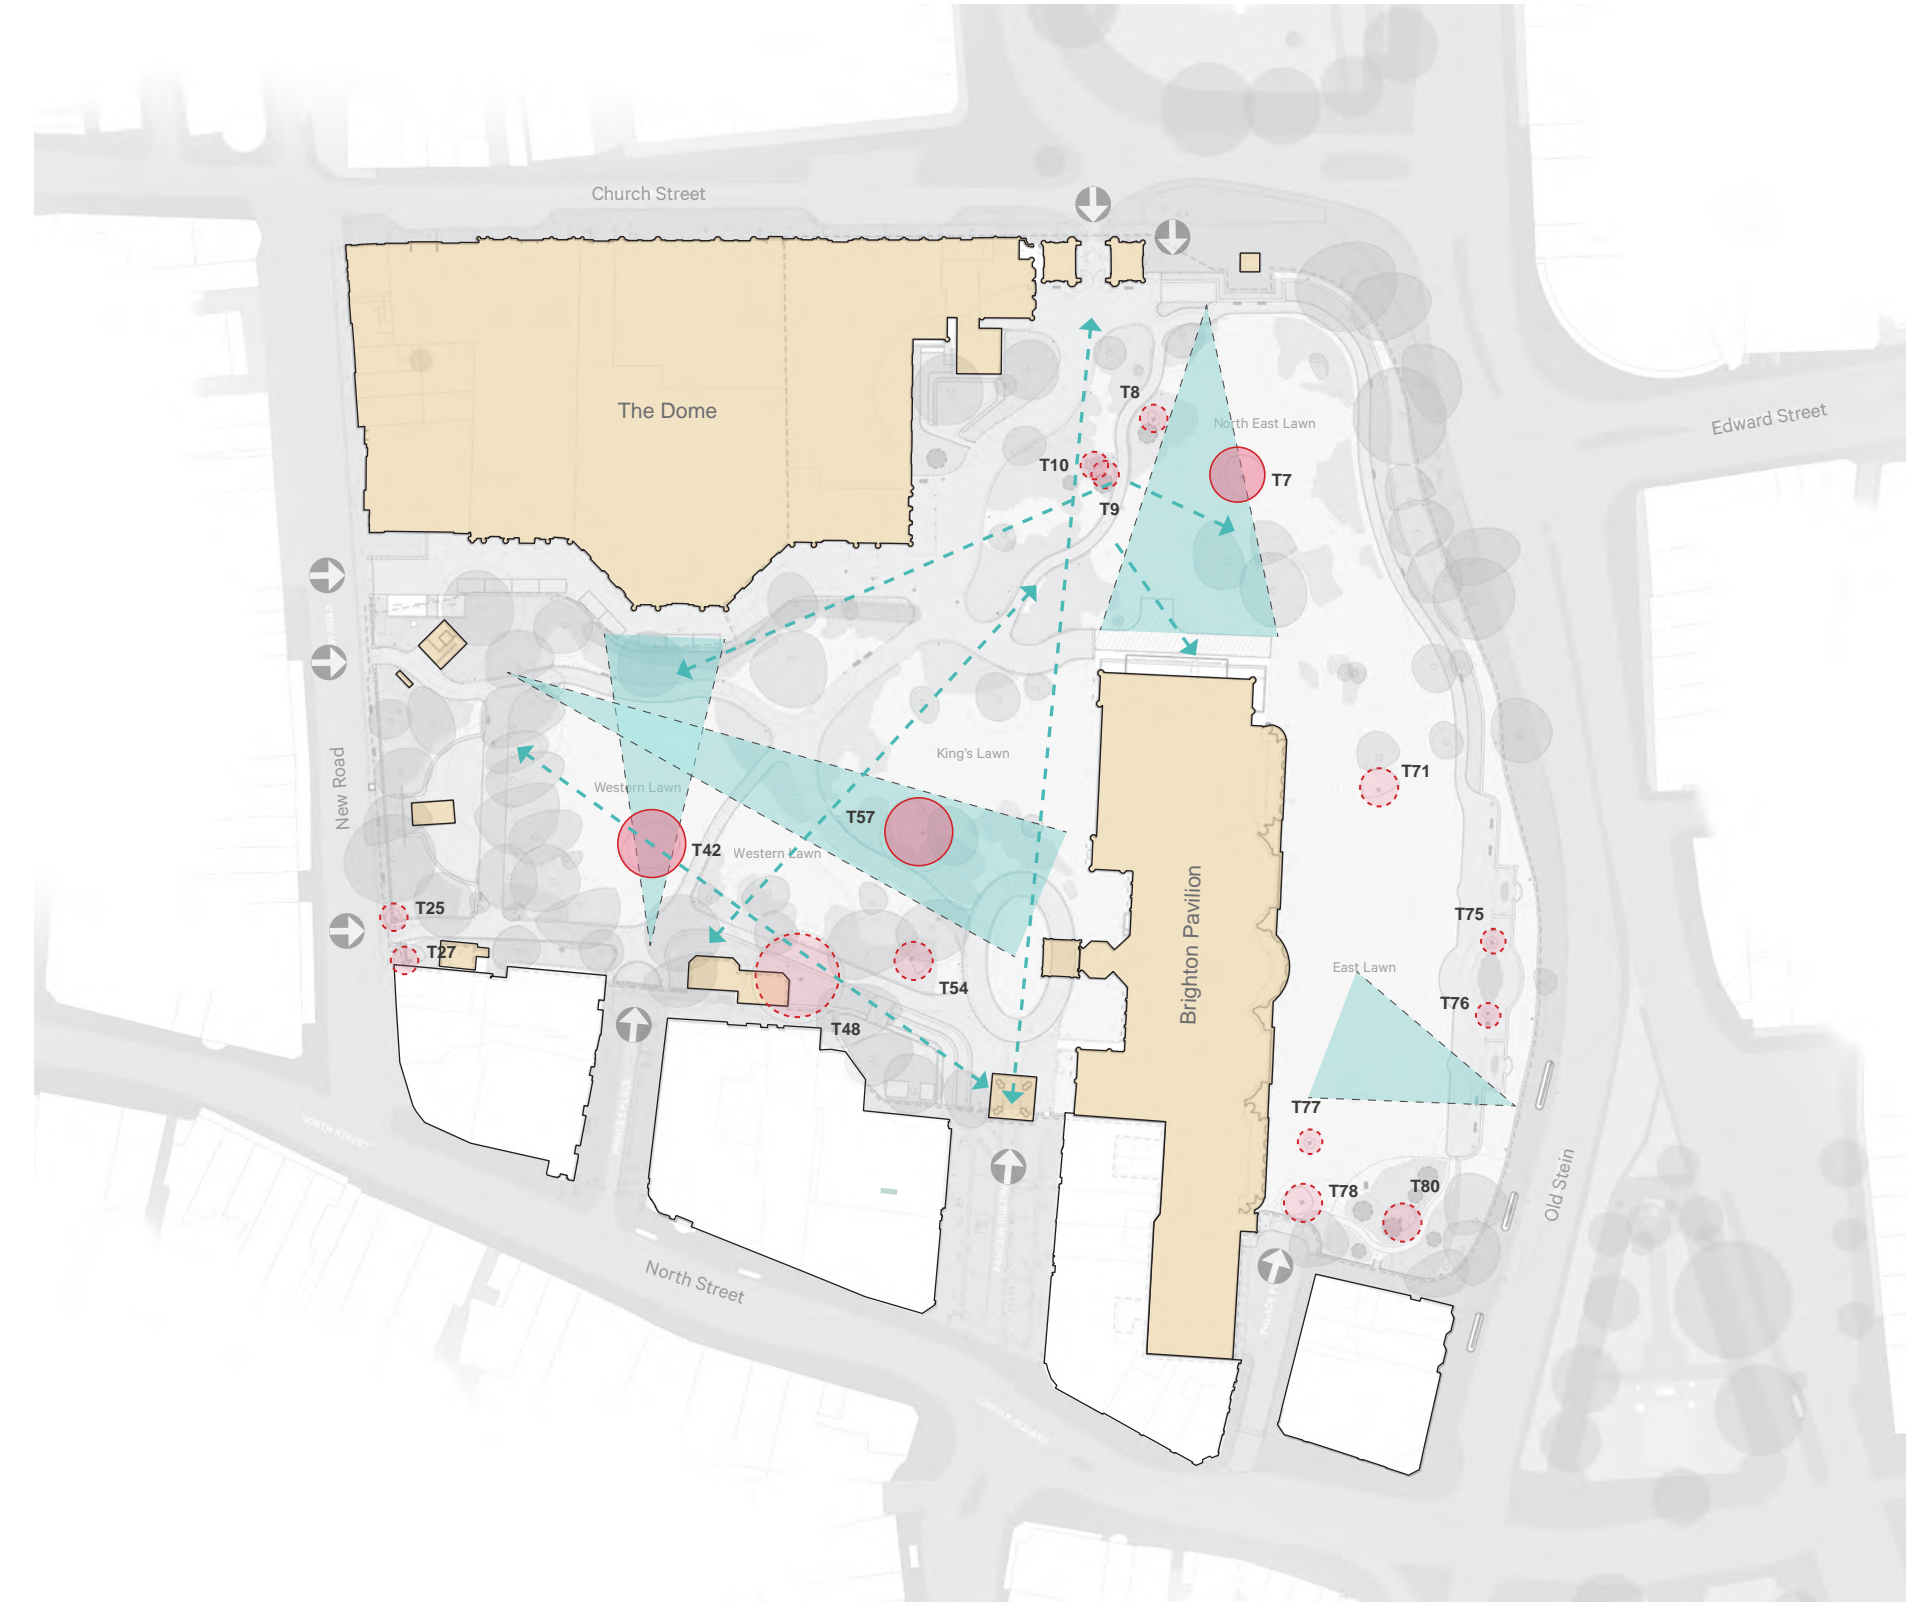 Church Street
The Dome
T8
North East Lawn
Edward Street
T10
T7
T9
King's Lawn
T71
New Road
Western Lawn
T57
T42
Western Lawn
Brighton Pavilion
T25
T75
T27
East Lawn
T54
T76
T48
T77
NORTH STREET
T78
T80
Old Stein
North Street